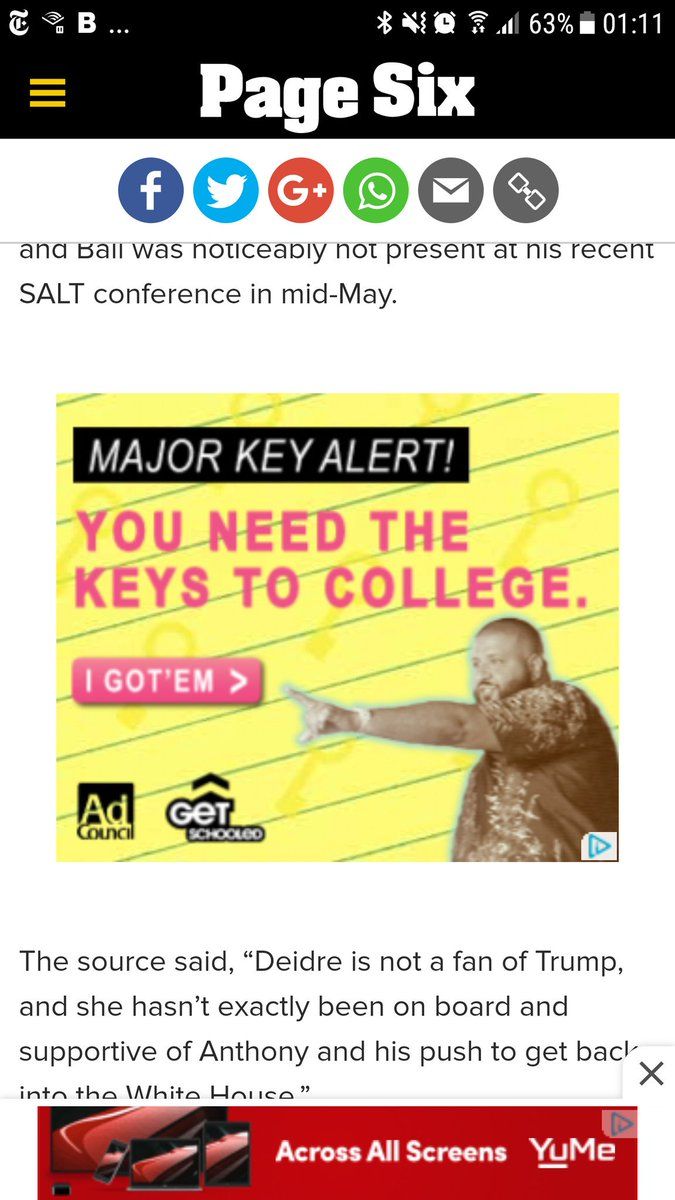 B ... 63% 01:11
Page Six
f G+
and Ball was noticeably not present at his recent
SALT conference in mid-May.
MAJOR KEY ALERT!
YOU NEED THE
KEYS TO COLLEGE.
I GOT'EM >
Ad
Council
GET
SCHOOLED
The source said, “Deidre is not a fan of Trump,
and she hasn’t exactly been on board and
supportive of Anthony and his push to get back
into the White House.”
Across All Screens YuMe